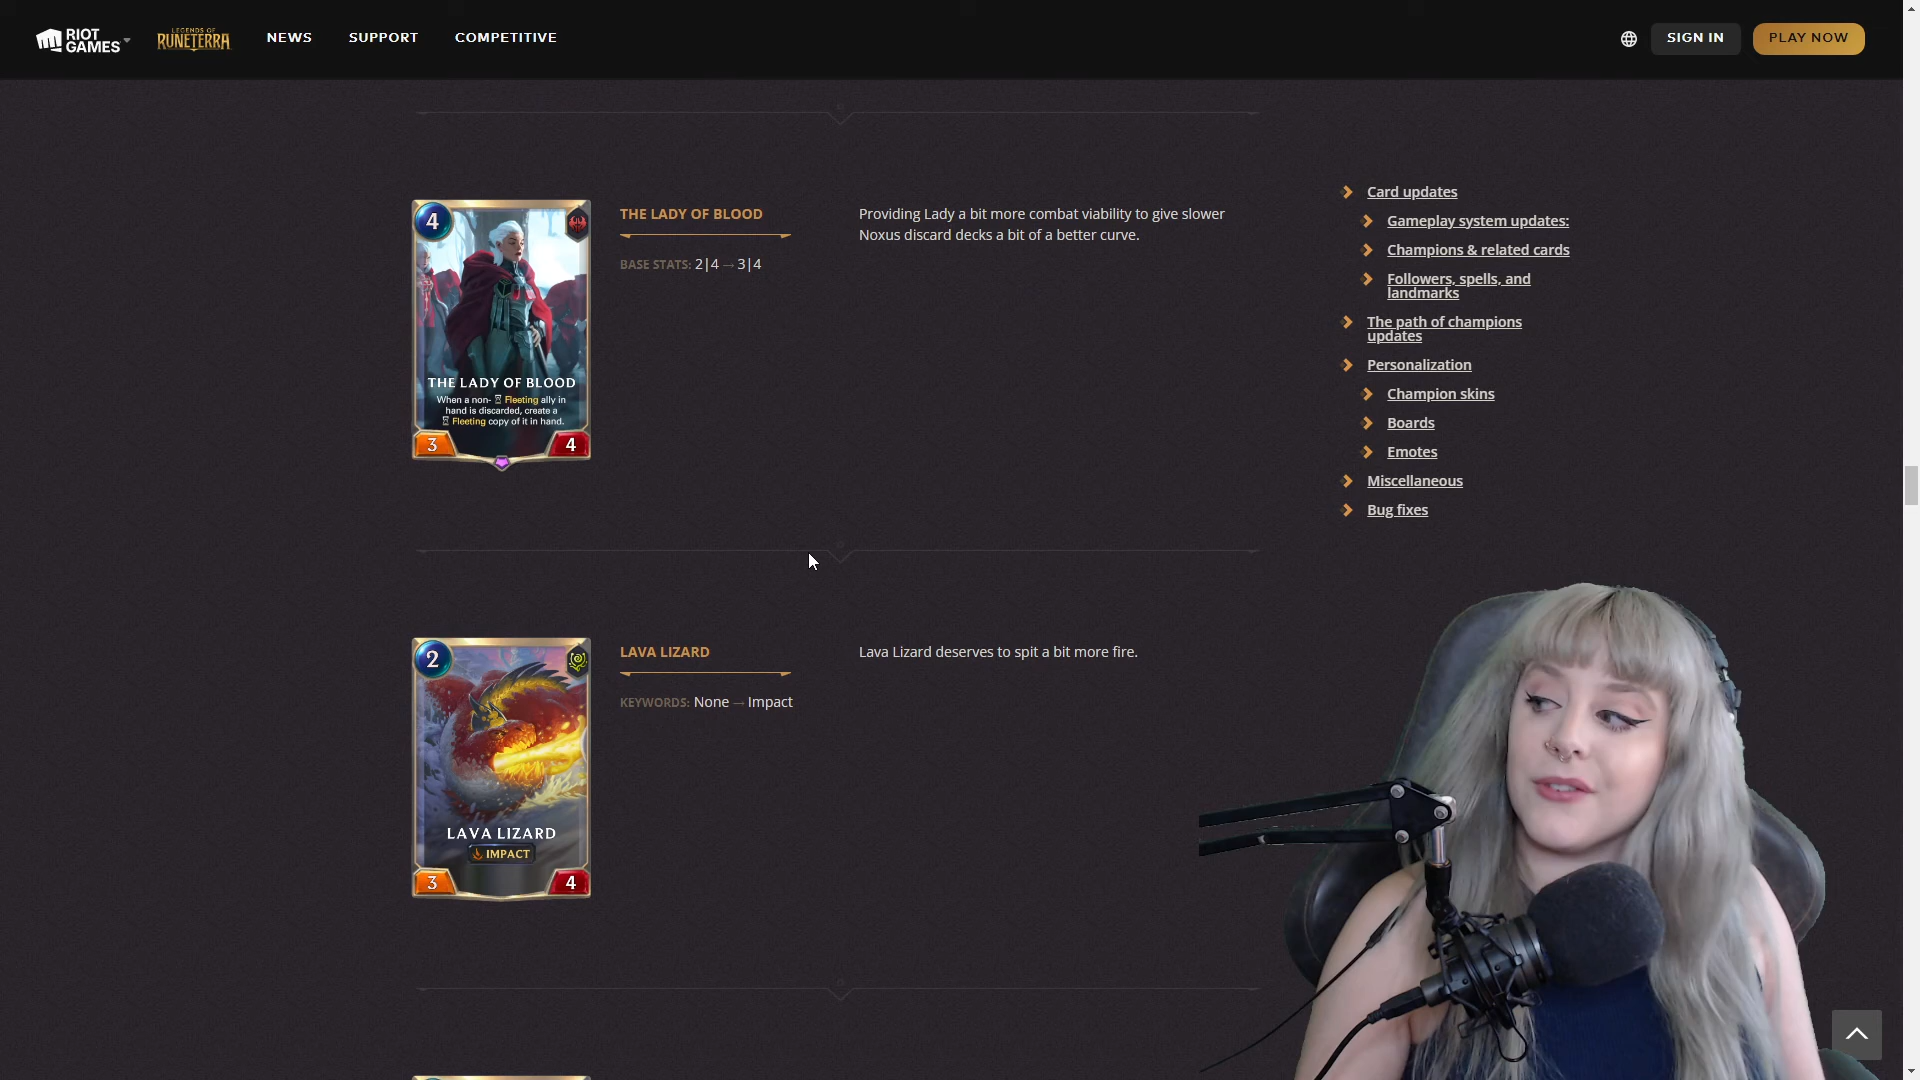 RIOT
GAMES
LEGENDS OF
RUNETERRA
NEWS
SUPPORT
COMPETITIVE
SIGN IN
PLAY NOW
4
THE LADY OF BLOOD
When a non- Fleeting ally in
hand is discarded, create a
Fleeting copy of it in hand.
3
4
THE LADY OF BLOOD
BASE STATS: 2|4 → 3|4
Providing Lady a bit more combat viability to give slower
Noxus discard decks a bit of a better curve.
Card updates
Gameplay system updates:
Champions & related cards
Followers, spells, and
landmarks
The path of champions
updates
Personalization
Champion skins
Boards
Emotes
Miscellaneous
Bug fixes
2
LAVA LIZARD
IMPACT
3
4
LAVA LIZARD
KEYWORDS: None → Impact
Lava Lizard deserves to spit a bit more fire.